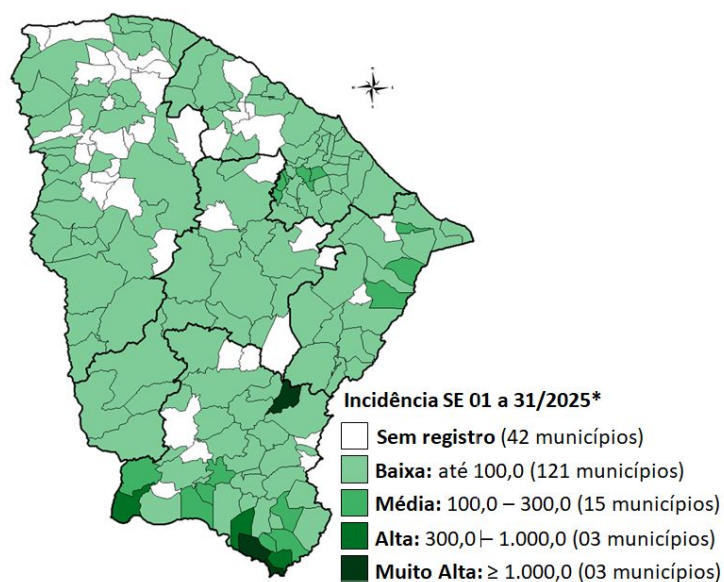 Incidência SE 01 a 31/2025*
Sem registro (42 municípios)
Baixa: até 100,0 (121 municípios)
Média: 100,0 – 300,0 (15 municípios)
Alta: 300,0⊢ 1.000,0 (03 municípios)
Muito Alta: ≥ 1.000,0 (03 municípios)